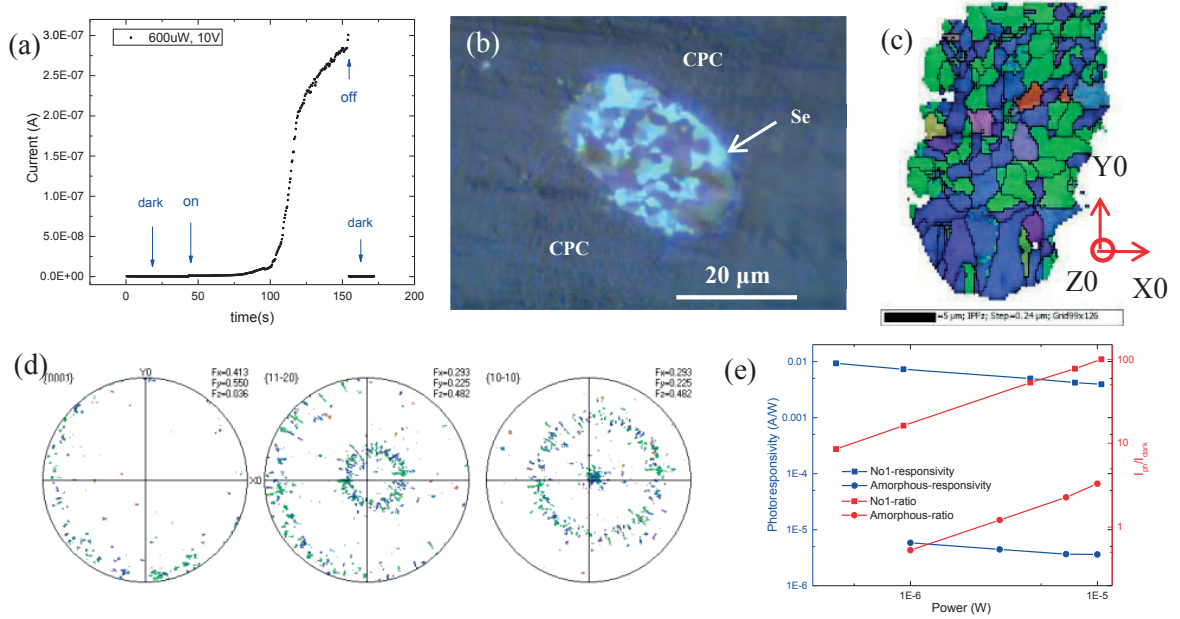 (a)
600uW, 10V
3.0E-07
2.5E-07
2.0E-07
1.5E-07
1.0E-07
5.0E-08
0.0E+00
Current (A)
off
dark
on
dark
0 50 100 150 200
time(s)
(b)
CPC
Se
CPC
20 µm
(c)
Y0
Z0
X0
=5 µm; IPFz; Step=0.24 µm; Grid99x126
(d)
{0001}
Y0
Fx=0.413
Fy=0.550
Fz=0.036
X0
{11-20}
Fx=0.293
Fy=0.225
Fz=0.482
{10-10}
Fx=0.293
Fy=0.225
Fz=0.482
(e)
0.01
0.001
1E-4
1E-5
1E-6
Photoresponsivity (A/W)
No1-responsivity
Amorphous-responsivity
No1-ratio
Amorphous-ratio
100
10
1
Iph/Idark
1E-6 1E-5
Power (W)